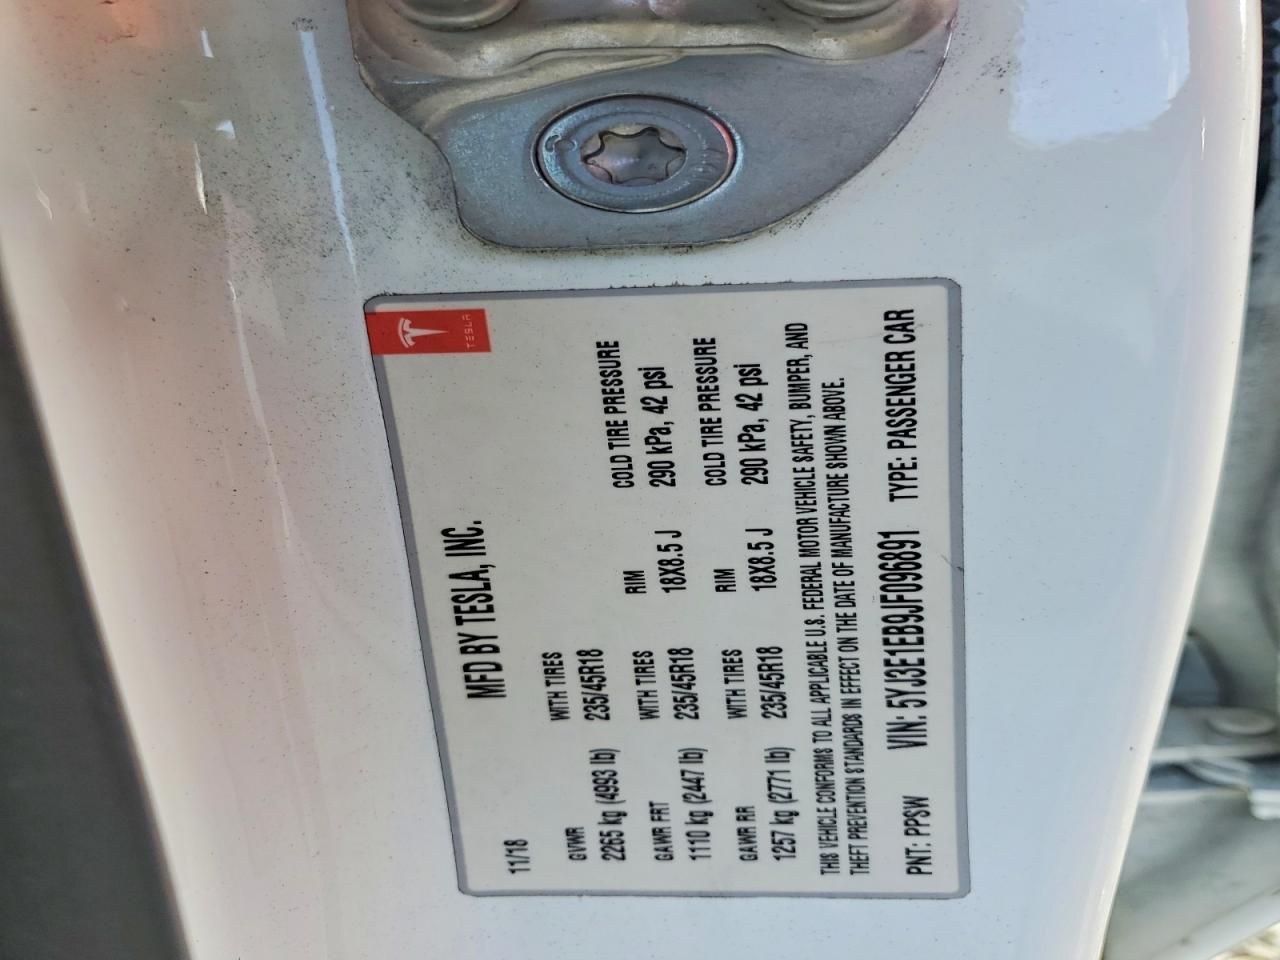 TESLA
MFD BY TESLA, INC.
11/18
GVWR WITH TIRES
2265 kg (4993 lb) 235/45R18
GAWR FRT WITH TIRES RIM COLD TIRE PRESSURE
1110 kg (2447 lb) 235/45R18 18X8.5 J 290 kPa, 42 psi
GAWR RR WITH TIRES RIM COLD TIRE PRESSURE
1257 kg (2771 lb) 235/45R18 18X8.5 J 290 kPa, 42 psi
THIS VEHICLE CONFORMS TO ALL APPLICABLE U.S. FEDERAL MOTOR VEHICLE SAFETY, BUMPER, AND
THEFT PREVENTION STANDARDS IN EFFECT ON THE DATE OF MANUFACTURE SHOWN ABOVE.
PNT: PPSW VIN: 5YJ3E1EB9JF096891 TYPE: PASSENGER CAR